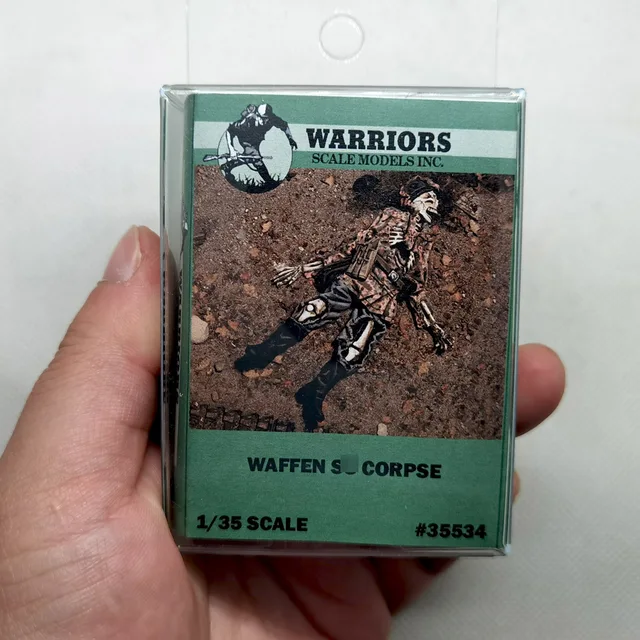 WARRIORS
SCALE MODELS INC.
WAFFEN S CORPSE
1/35 SCALE
#35534